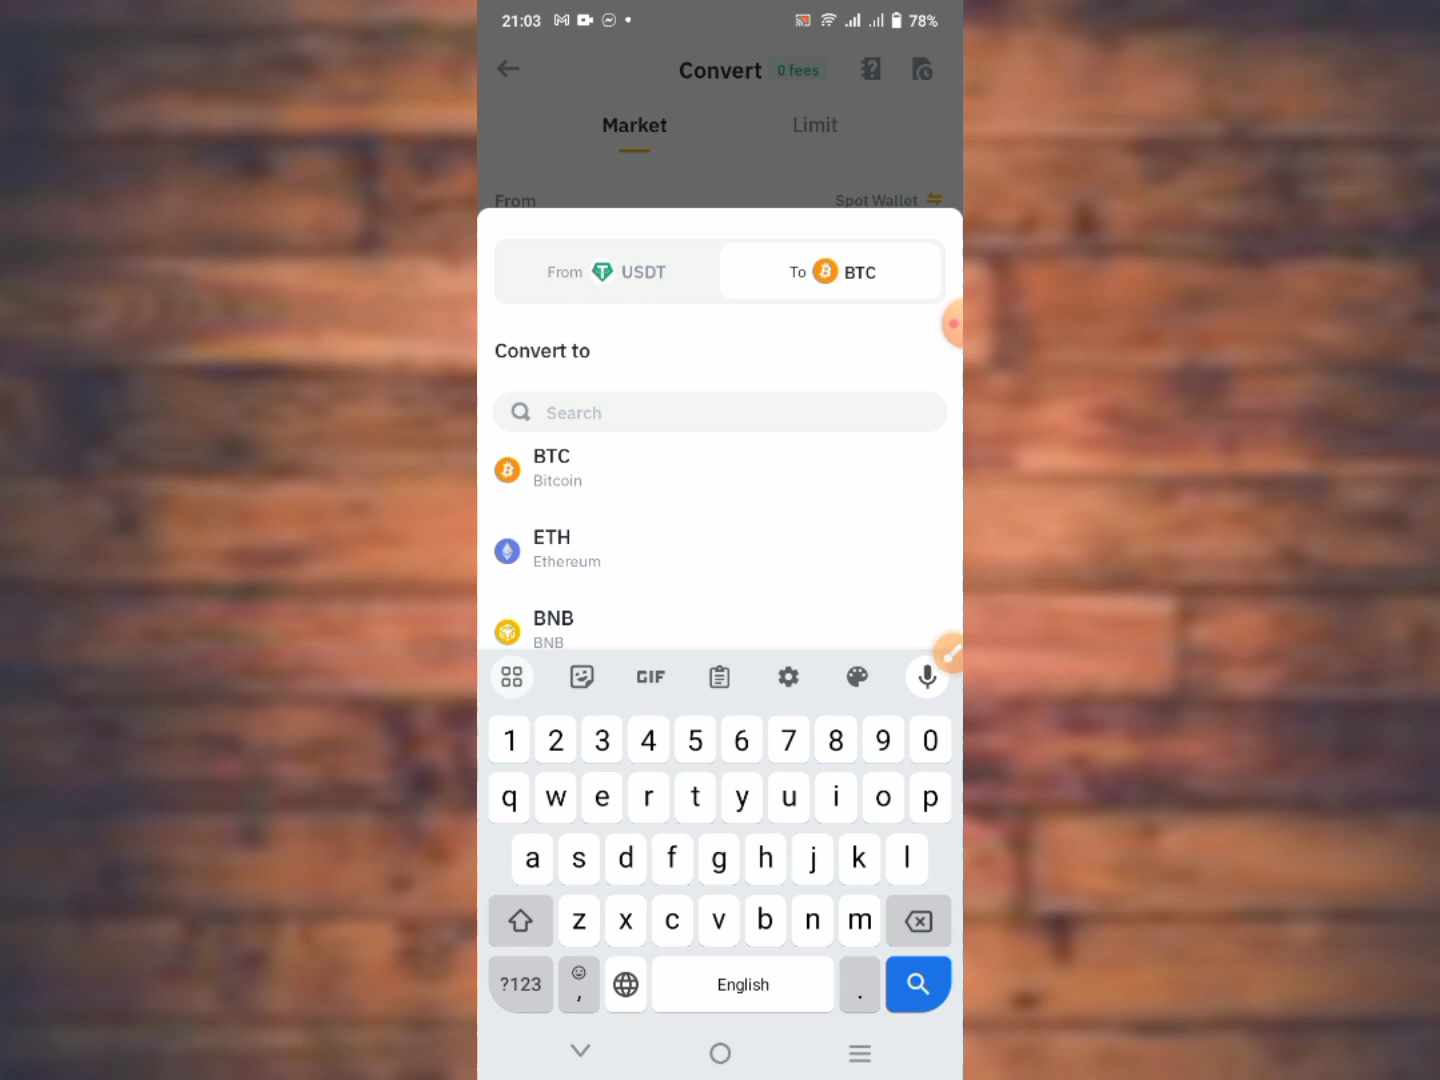 21:03 78%
Convert 0 fees
Market Limit
From Spot Wallet
From USDT To BTC
Convert to
Search
BTC
Bitcoin
ETH
Ethereum
BNB
BNB
GIF
1 2 3 4 5 6 7 8 9 0
q w e r t y u i o p
a s d f g h j k l
z x c v b n m
?123 , English .